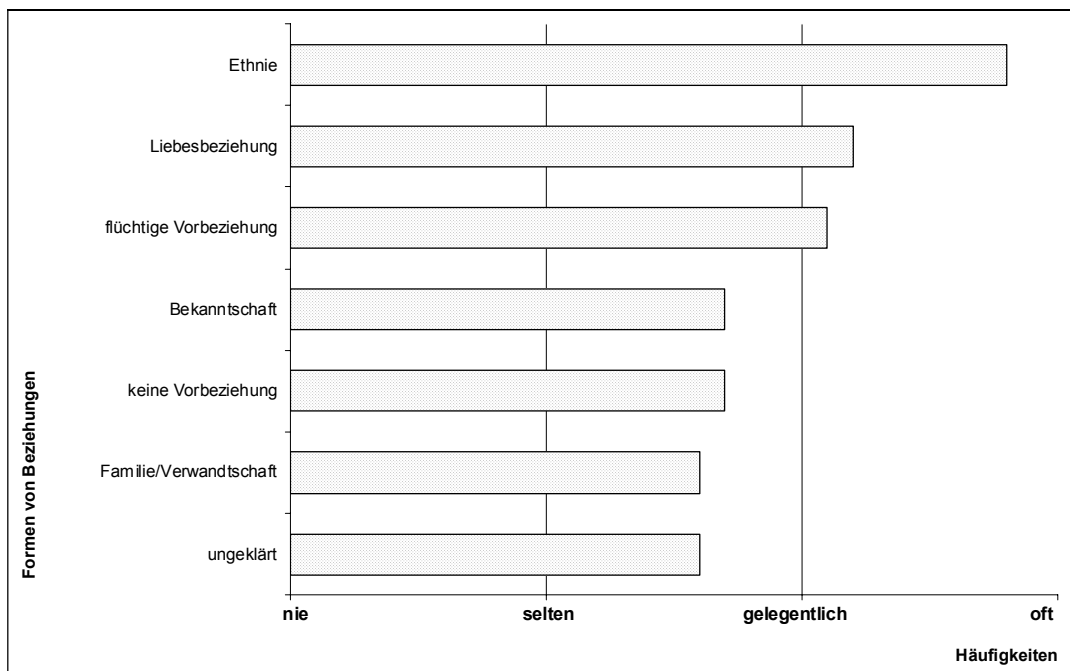 Ethnie
Liebesbeziehung
flüchtige Vorbeziehung
Bekanntschaft
keine Vorbeziehung
Familie/Verwandtschaft
ungeklärt
Formen von Beziehungen
nie selten gelegentlich oft
Häufigkeiten